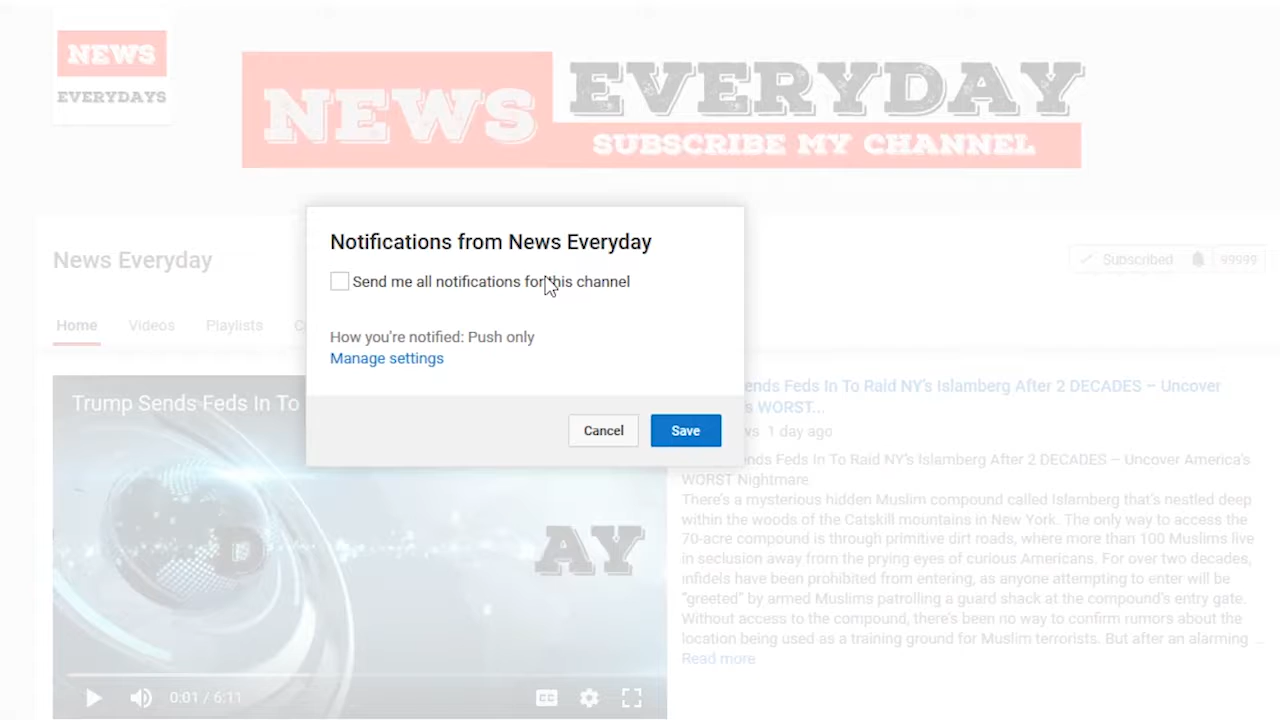 NEWS
EVERYDAYS
NEWS
EVERYDAY
SUBSCRIBE MY CHANNEL
Notifications from News Everyday
Send me all notifications for this channel
How you're notified: Push only
Manage settings
Cancel
Save
News Everyday
Subscribed
99999
Home
Videos
Playlists
C
Trump Sends Feds In To
AY
0:01 / 6:11
CC
ends Feds In To Raid NY's Islamberg After 2 DECADES – Uncover
's WORST...
ws 1 day ago
ends Feds In To Raid NY's Islamberg After 2 DECADES – Uncover America's
WORST Nightmare
There's a mysterious hidden Muslim compound called Islamberg that's nestled deep
within the woods of the Catskill mountains in New York. The only way to access the
70-acre compound is through primitive dirt roads, where more than 100 Muslims live
in seclusion away from the prying eyes of curious Americans. For over two decades,
infidels have been prohibited from entering, as anyone attempting to enter will be
"greeted" by armed Muslims patrolling a guard shack at the compound's entry gate.
Without access to the compound, there's been no way to confirm rumors about the
location being used as a training ground for Muslim terrorists. But after an alarming ...
Read more